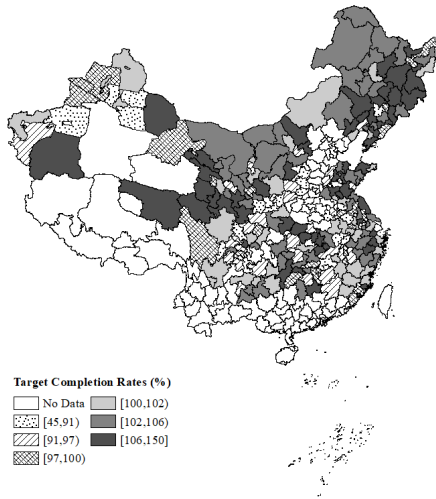 Target Completion Rates (%)
No Data [100,102)
[45,91) [102,106)
[91,97) [106,150]
[97,100)